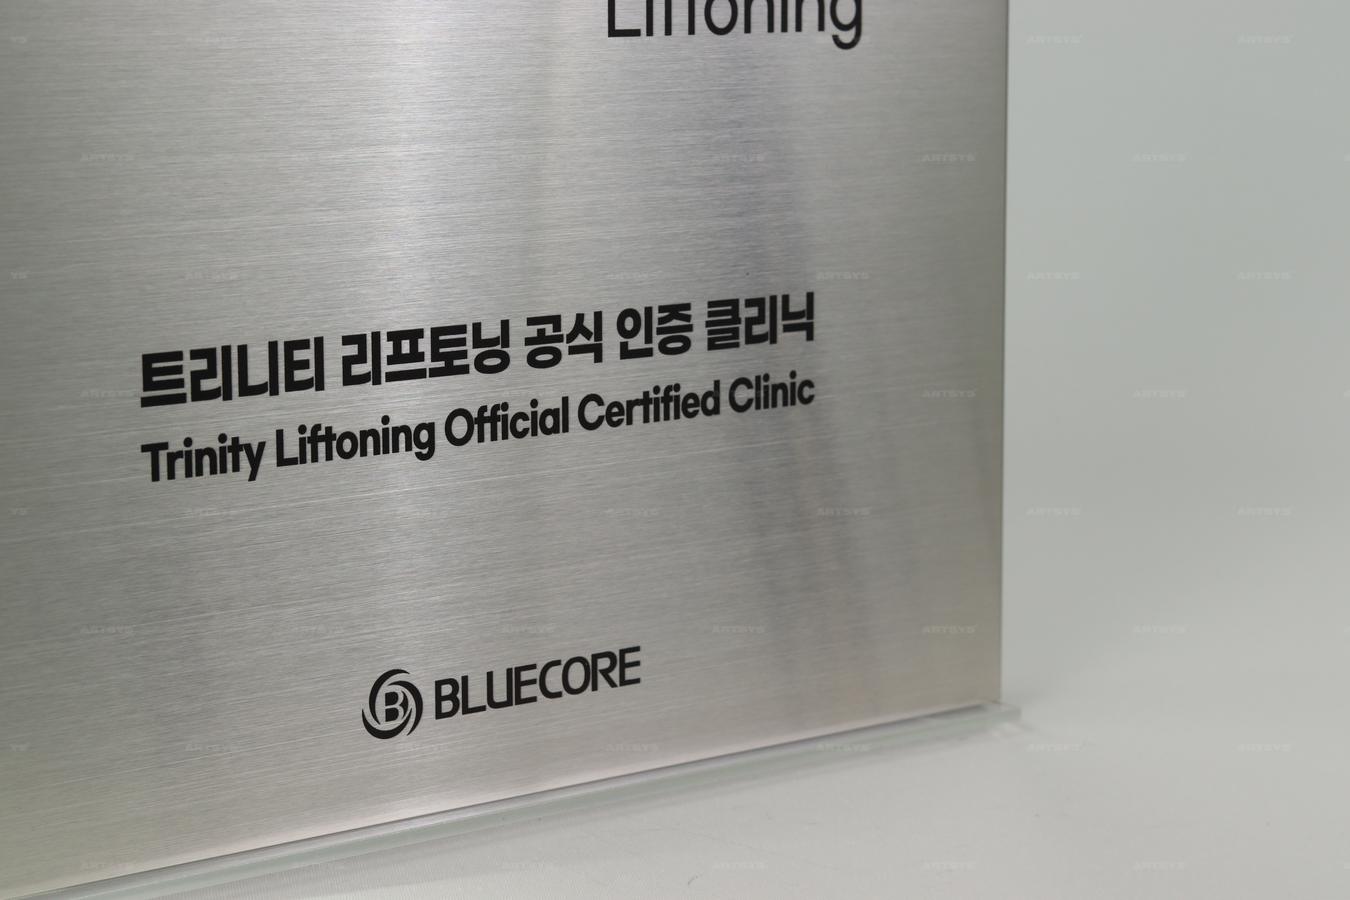 Liftoning
트리니티 리프토닝 공식 인증 클리닉
Trinity Liftoning Official Certified Clinic
B BLUECORE
ARTSYS